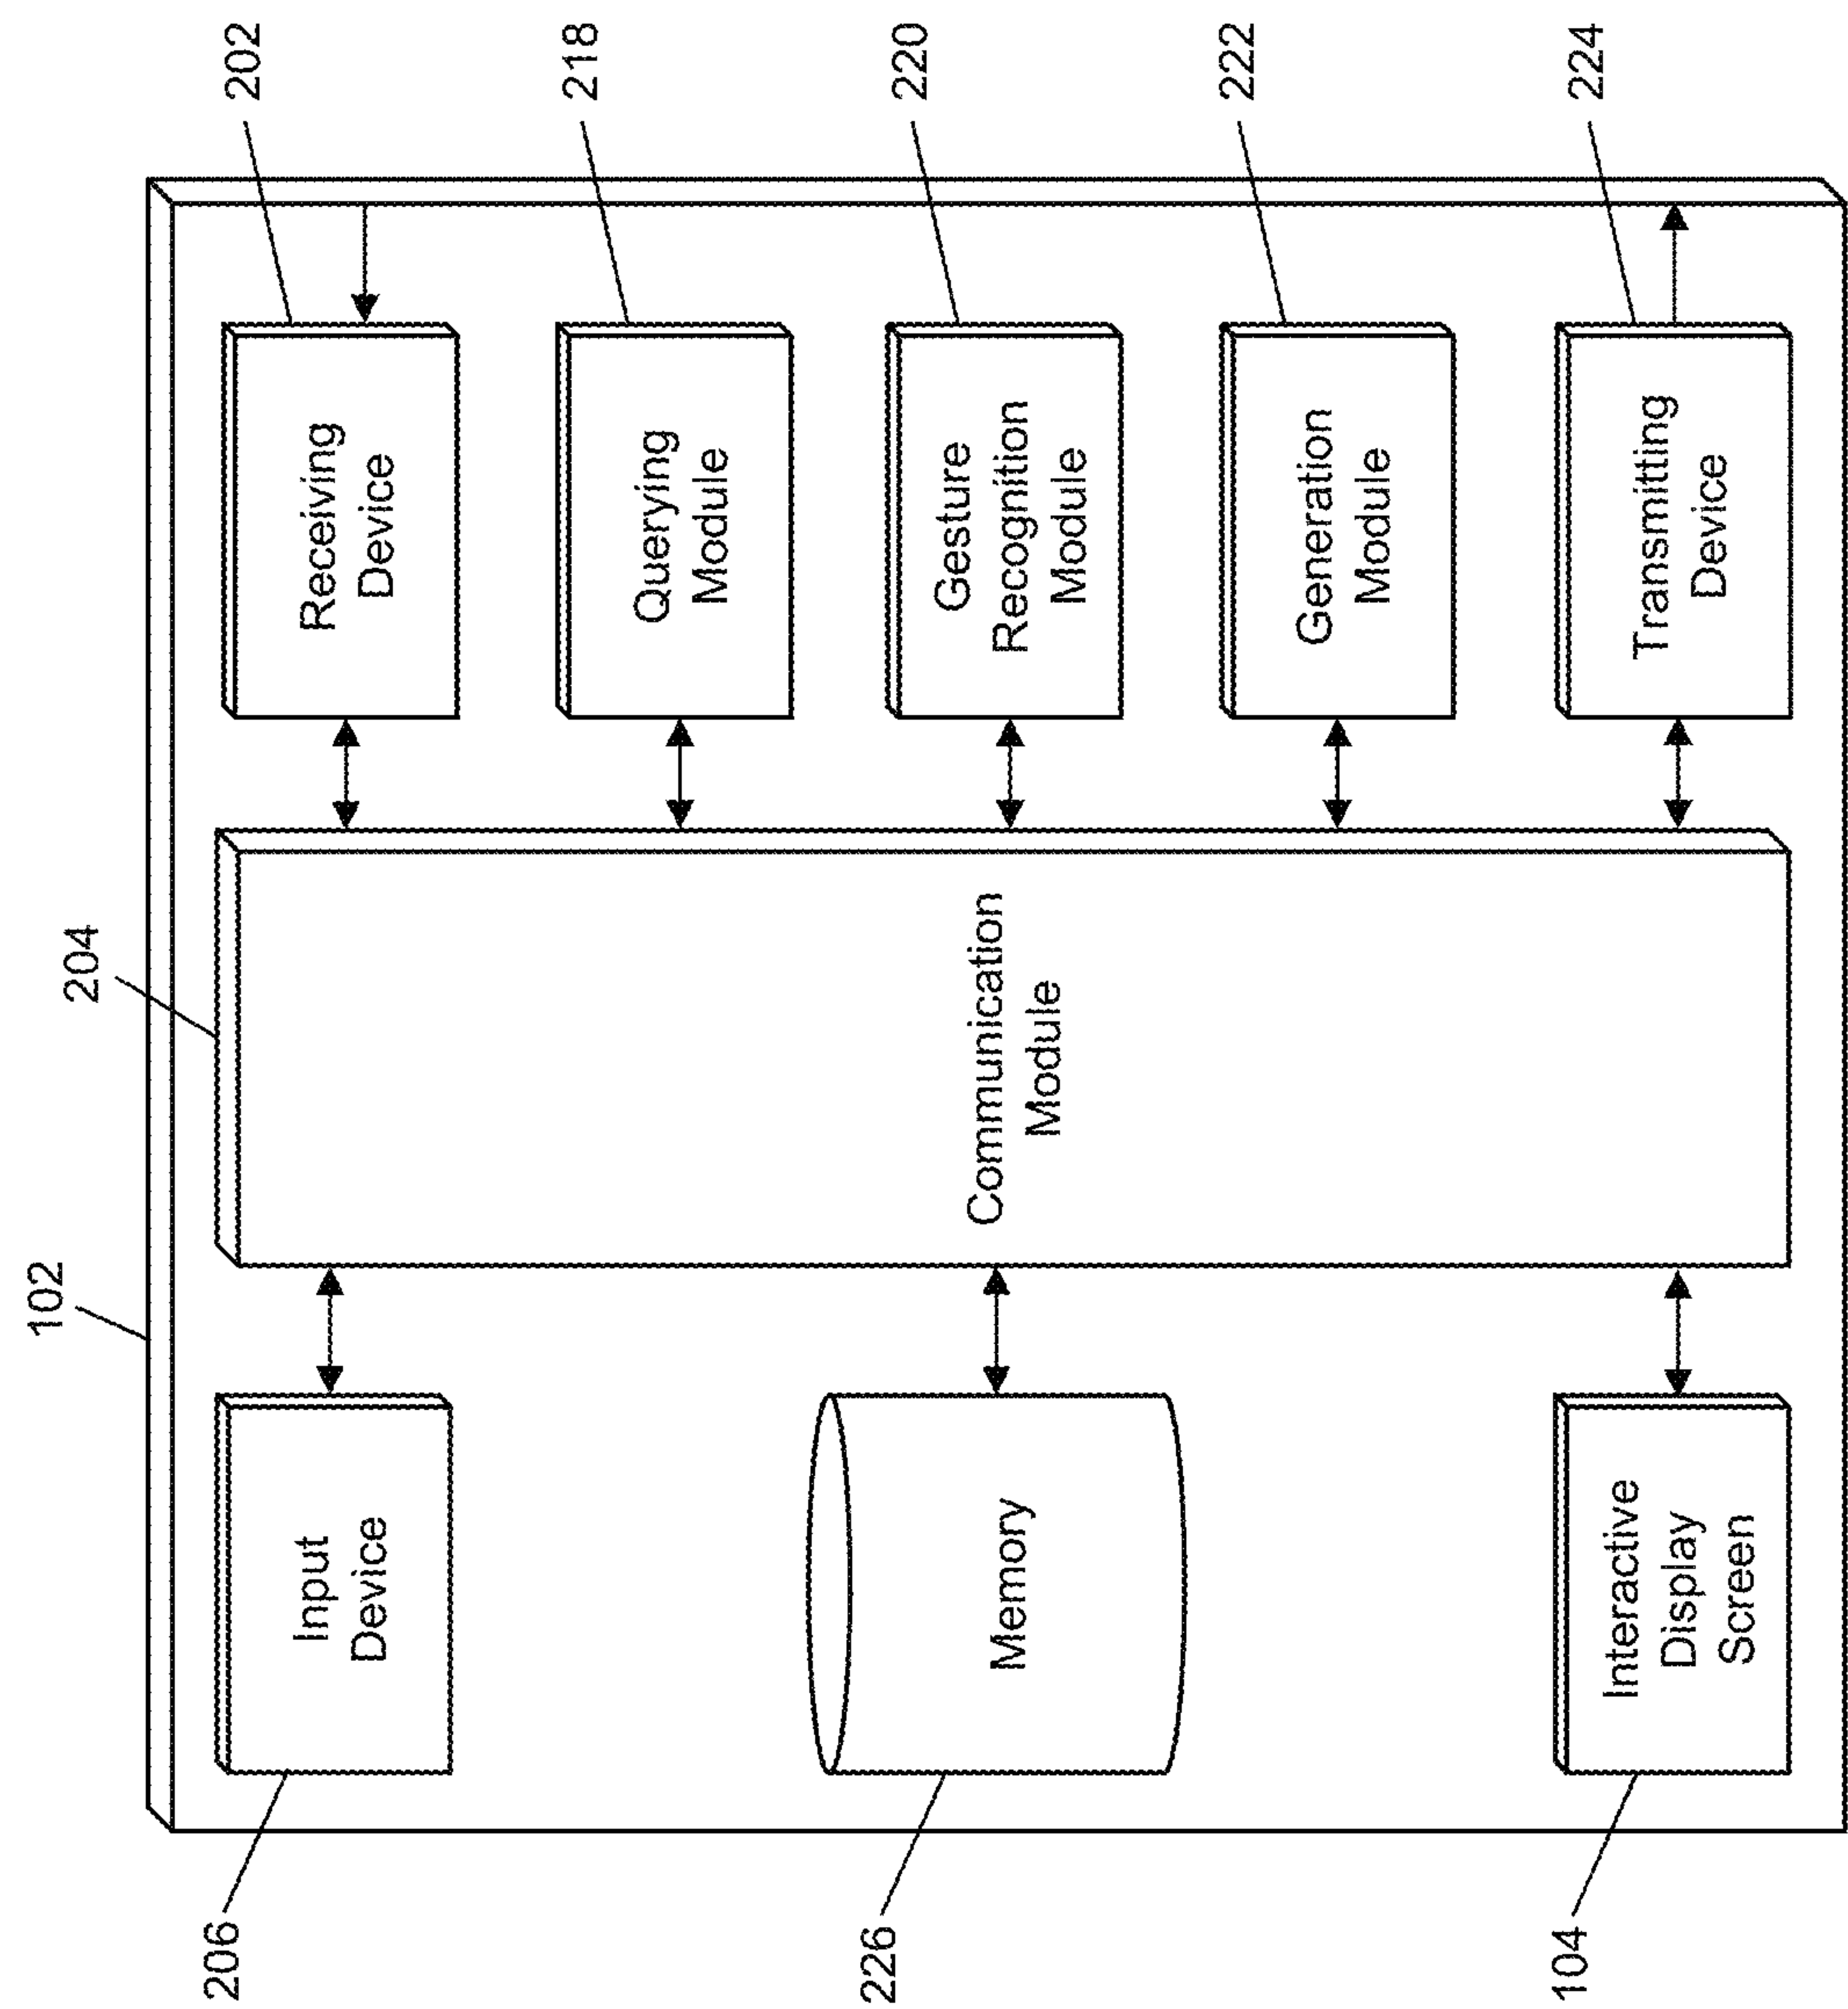 102
204
206
Input
Device
226
Memory
104
Interactive
Display
Screen
Communication
Module
Receiving
Device
202
Querying
Module
218
Gesture
Recognition
Module
220
Generation
Module
222
Transmitting
Device
224